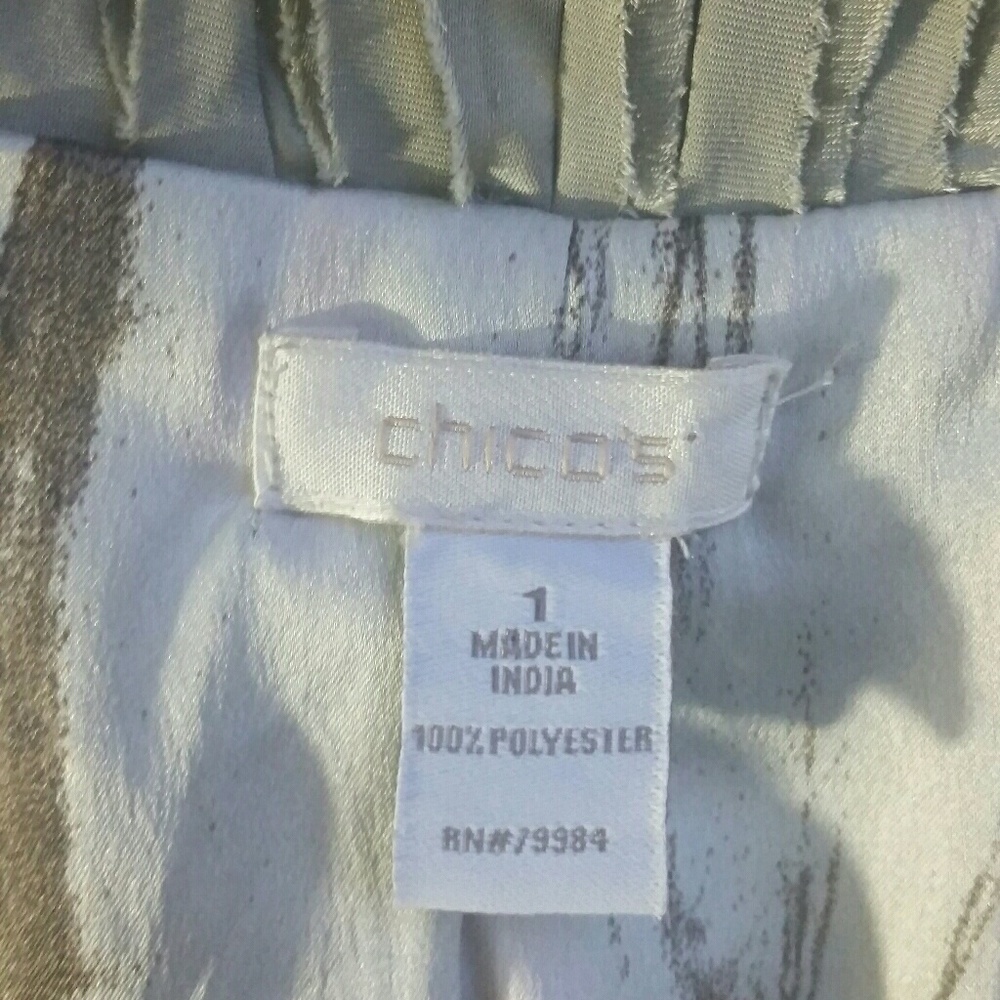 chico's
1
MADE IN
INDIA
100% POLYESTER
RN#79984